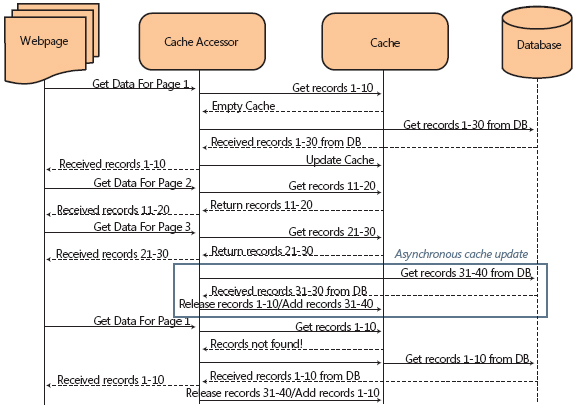 Webpage
Cache Accessor
Cache
Database
Get Data For Page 1
Get records 1-10
Empty Cache
Get records 1-30 from DB
Received records 1-30 from DB
Update Cache
Received records 1-10
Get Data For Page 2
Get records 11-20
Return records 11-20
Received records 11-20
Get Data For Page 3
Get records 21-30
Return records 21-30
Received records 21-30
Asynchronous cache update
Get records 31-40 from DB
Received records 31-30 from DB
Release records 1-10/Add records 31-40
Get Data For Page 1
Get records 1-10
Records not found!
Get records 1-10 from DB
Received records 1-10 from DB
Received records 1-10
Release records 31-40/Add records 1-10